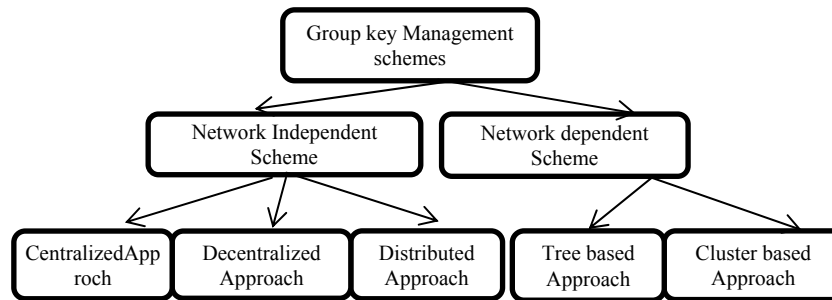 Group key Management
schemes
Network Independent
Scheme
Network dependent
Scheme
CentralizedApp
roch
Decentralized
Approach
Distributed
Approach
Tree based
Approach
Cluster based
Approach